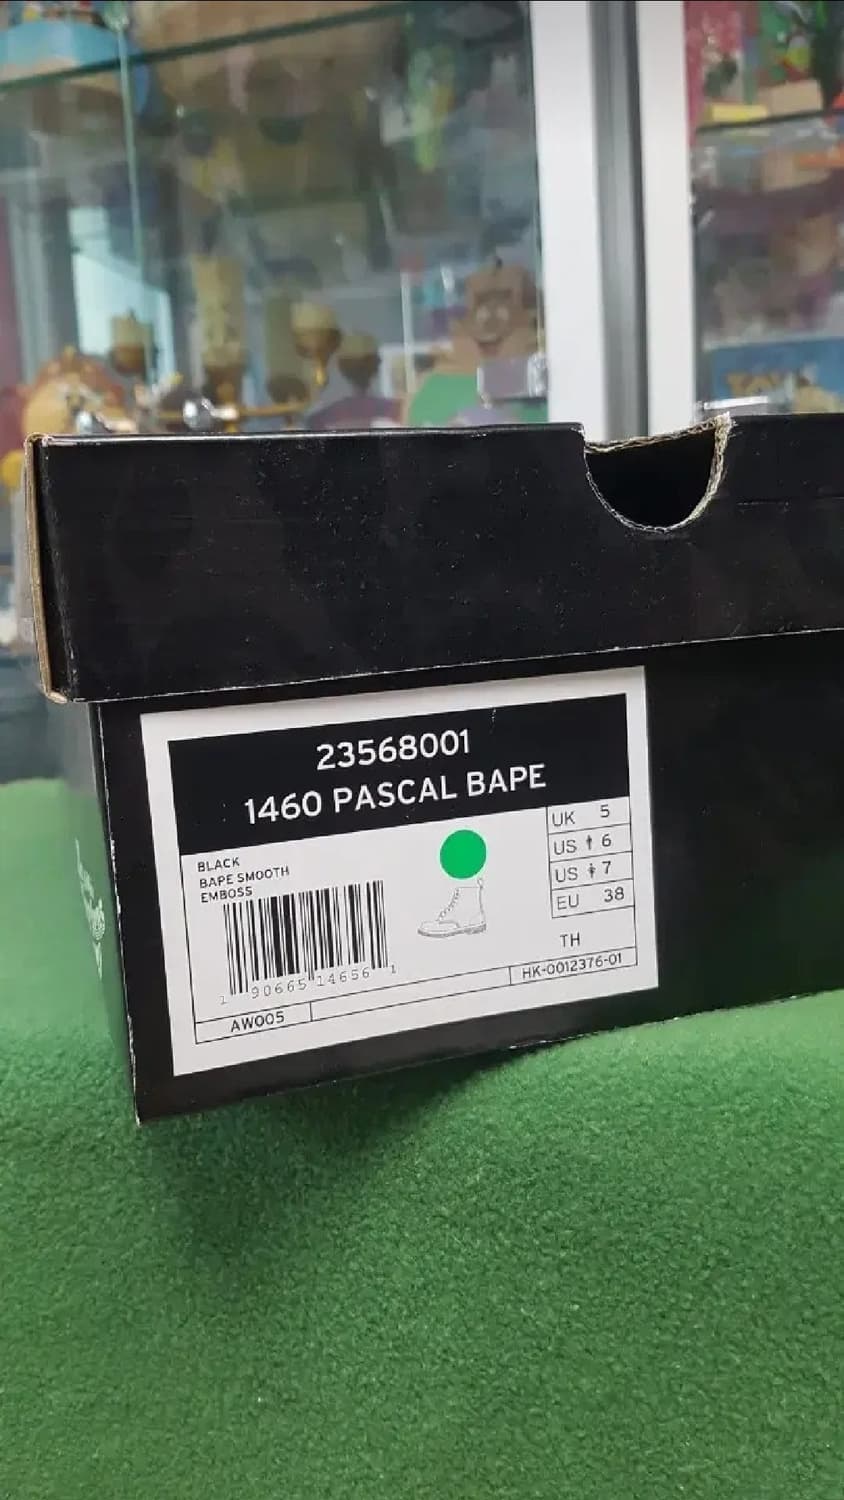 23568001
1460 PASCAL BAPE
BLACK
BAPE SMOOTH
EMBOSS
UK 5
US 6
US 7
EU 38
TH
1 90665 14656 1
HK-0012376-01
AW005